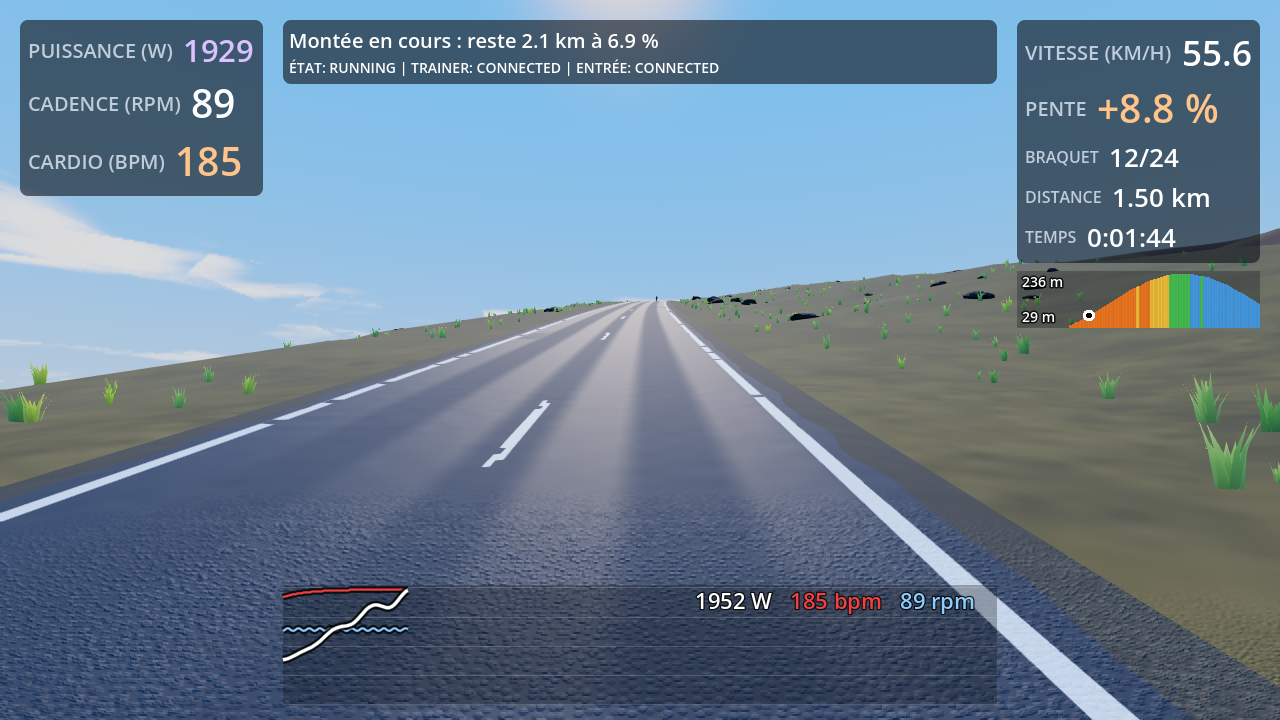 PUISSANCE (W) 1929
CADENCE (RPM) 89
CARDIO (BPM) 185
Montée en cours : reste 2.1 km à 6.9 %
ÉTAT: RUNNING | TRAINER: CONNECTED | ENTRÉE: CONNECTED
VITESSE (KM/H) 55.6
PENTE +8.8 %
BRAQUET 12/24
DISTANCE 1.50 km
TEMPS 0:01:44
236 m
29 m
1952 W 185 bpm 89 rpm